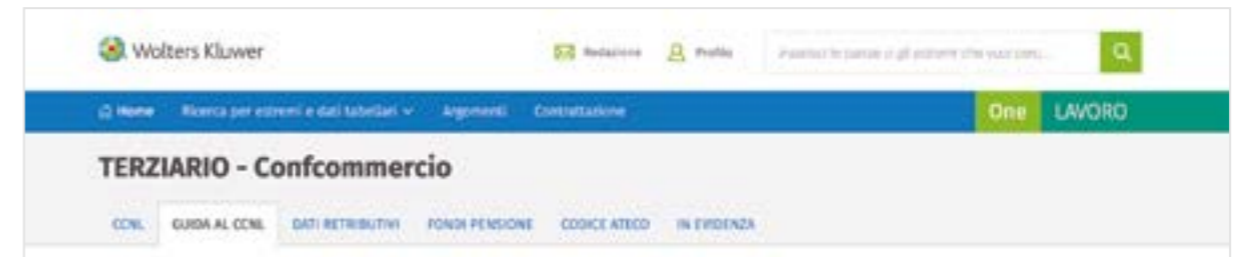 Wolters Kluwer Redazione Profilo
Home Ricerca per estremi e dati tabellari Argomenti Contrattazione One LAVORO
TERZIARIO - Confcommercio
CCNL GUIDA AL CCNL DATI RETRIBUTIVI FONDI PENSIONE CODICE ATECO IN EVIDENZA